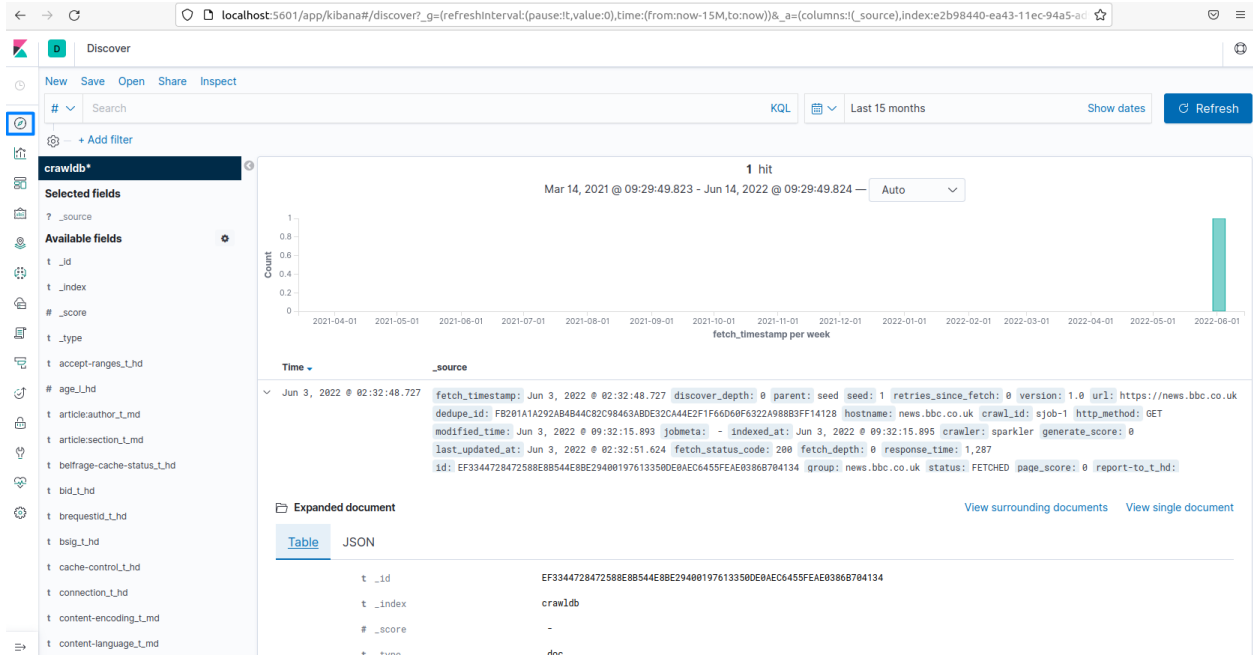 localhost:5601/app/kibana#/discover?_g=(refreshInterval:(pause:!t,value:0),time:(from:now-15M,to:now))&_a=(columns:!(_source),index:e2b98440-ea43-11ec-94a5-ad
D Discover
New Save Open Share Inspect
# Search KQL Last 15 months Show dates Refresh
+ Add filter
crawldb*
Selected fields
? _source
Available fields
t _id
t _index
# _score
t _type
t accept-ranges_t_hd
# age_l_hd
t article:author_t_md
t article:section_t_md
t belfrage-cache-status_t_hd
t bid_t_hd
t brequestid_t_hd
t bsig_t_hd
t cache-control_t_hd
t connection_t_hd
t content-encoding_t_md
t content-language_t_md
1 hit
Mar 14, 2021 @ 09:29:49.823 - Jun 14, 2022 @ 09:29:49.824 — Auto
Count
1
0.8
0.6
0.4
0.2
0
2021-04-01 2021-05-01 2021-06-01 2021-07-01 2021-08-01 2021-09-01 2021-10-01 2021-11-01 2021-12-01 2022-01-01 2022-02-01 2022-03-01 2022-04-01 2022-05-01 2022-06-01
fetch_timestamp per week
Time _source
Jun 3, 2022 @ 02:32:48.727 fetch_timestamp: Jun 3, 2022 @ 02:32:48.727 discover_depth: 0 parent: seed seed: 1 retries_since_fetch: 0 version: 1.0 url: https://news.bbc.co.uk
dedupe_id: FB201A1A292AB4B44C82C98463ABDE32CA44E2F1F66D60F6322A988B3FF14128 hostname: news.bbc.co.uk crawl_id: sjob-1 http_method: GET
modified_time: Jun 3, 2022 @ 09:32:15.893 jobmeta: - indexed_at: Jun 3, 2022 @ 09:32:15.895 crawler: sparkler generate_score: 0
last_updated_at: Jun 3, 2022 @ 02:32:51.624 fetch_status_code: 200 fetch_depth: 0 response_time: 1,287
id: EF3344728472588E8B544E8BE29400197613350DE0AEC6455FEAE0386B704134 group: news.bbc.co.uk status: FETCHED page_score: 0 report-to_t_hd:
Expanded document View surrounding documents View single document
Table JSON
t _id EF3344728472588E8B544E8BE29400197613350DE0AEC6455FEAE0386B704134
t _index crawldb
# _score -
t _type _doc